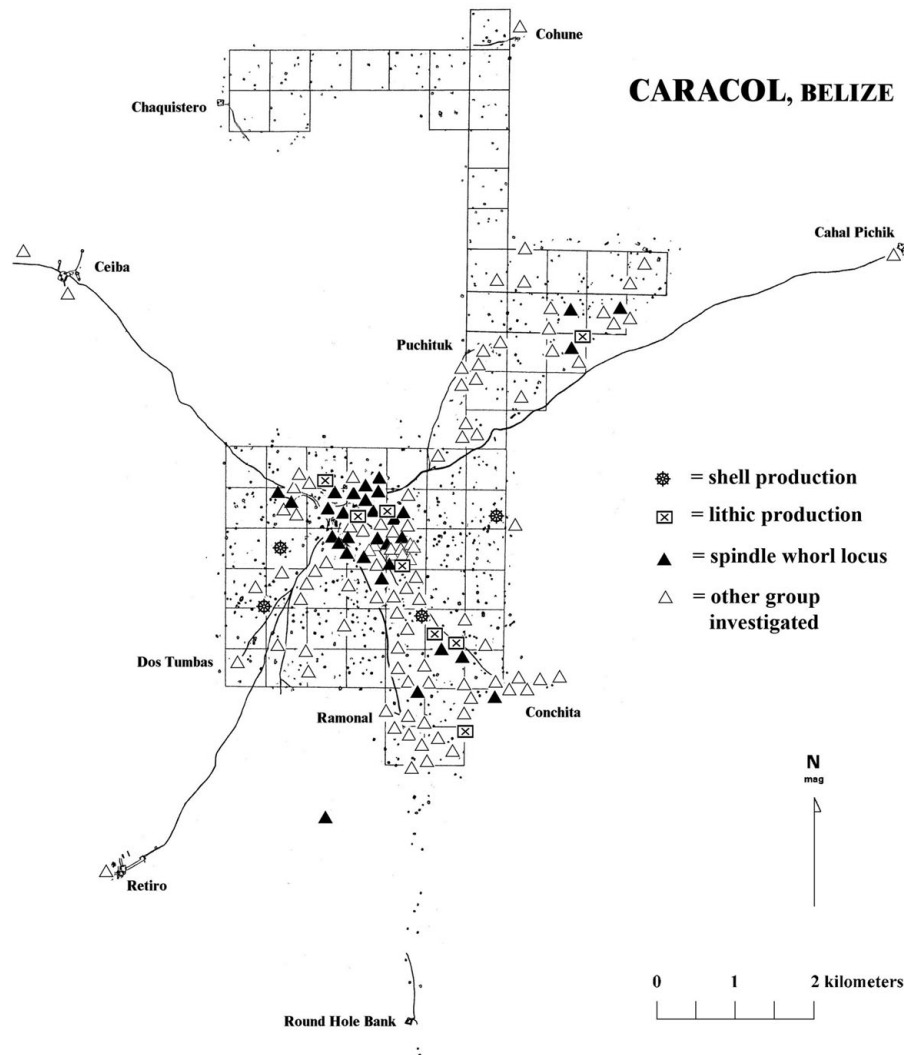 Cohune
CARACOL, BELIZE
Chaquistero
Cahal Pichik
Ceiba
Puchituk
= shell production
= lithic production
= spindle whorl locus
= other group
investigated
Dos Tumbas
Ramonal
Conchita
N
mag
Retiro
0 1 2 kilometers
Round Hole Bank